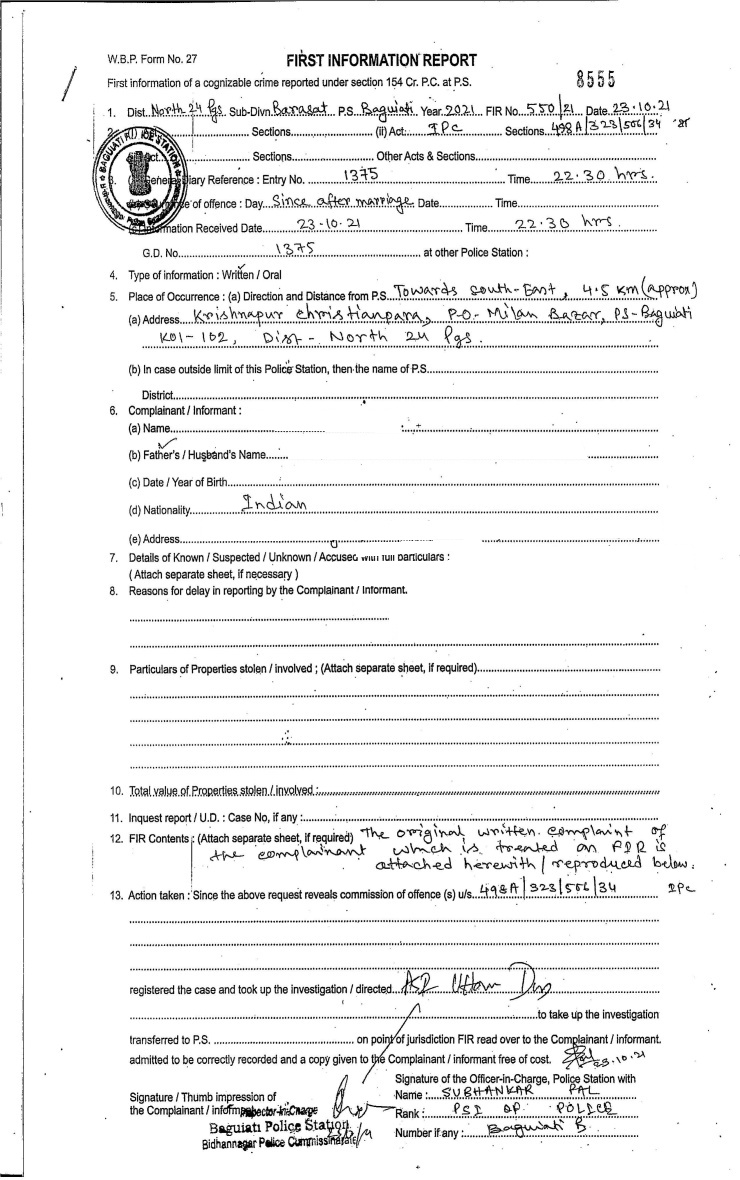 W.B.P. Form No. 27
FIRST INFORMATION REPORT
First information of a cognizable crime reported under section 154 Cr. P.C. at P.S.
8555
1. Dist. North 24 Pgs. Sub-Divn Barasat P.S. Baguiati Year 2021 FIR No. 550/21 Date 23.10.21
Sections (ii) Act: IPC Sections 498A/323/506/34
Act Sections Other Acts & Sections
Diary Reference : Entry No. 1375 Time 22.30 hrs.
of offence : Day Since after marriage Date Time
Information Received Date 23-10-21 Time 22.30 hrs.
G.D. No. 1375 at other Police Station :
4. Type of information : Written / Oral
5. Place of Occurrence : (a) Direction and Distance from P.S. Towards South-East, 4.5 km (approx)
(a) Address Krishnapur Christianpara, P.O- Milan Bazar, PS-Baguiati
Kol-102, Dist- North 24 Pgs.
(b) In case outside limit of this Police Station, then the name of P.S.
District
6. Complainant / Informant :
(a) Name
(b) Father's / Husband's Name
(c) Date / Year of Birth
(d) Nationality Indian
(e) Address
7. Details of Known / Suspected / Unknown / Accused with full particulars :
( Attach separate sheet, if necessary )
8. Reasons for delay in reporting by the Complainant / Informant.
9. Particulars of Properties stolen / involved ; (Attach separate sheet, if required)
10. Total value of Properties stolen / involved :
11. Inquest report / U.D. : Case No, if any :
12. FIR Contents : (Attach separate sheet, if required) The original written complaint of
the complainant which is treated as FIR is
attached herewith / reproduced below.
13. Action taken : Since the above request reveals commission of offence (s) u/s. 498A/323/506/34 IPC
registered the case and took up the investigation / directed ASI Uttam Das
to take up the investigation
transferred to P.S. on point of jurisdiction FIR read over to the Complainant / informant.
admitted to be correctly recorded and a copy given to the Complainant / informant free of cost. 23.10.21
Signature of the Officer-in-Charge, Police Station with
Signature / Thumb impression of Name : SUBHANKAR PAL
the Complainant / informant Inspector-in-Charge Rank : PSI OF POLICE
Baguiati Police Station Number if any : Baguiati
Bidhannagar Police Commissinarate